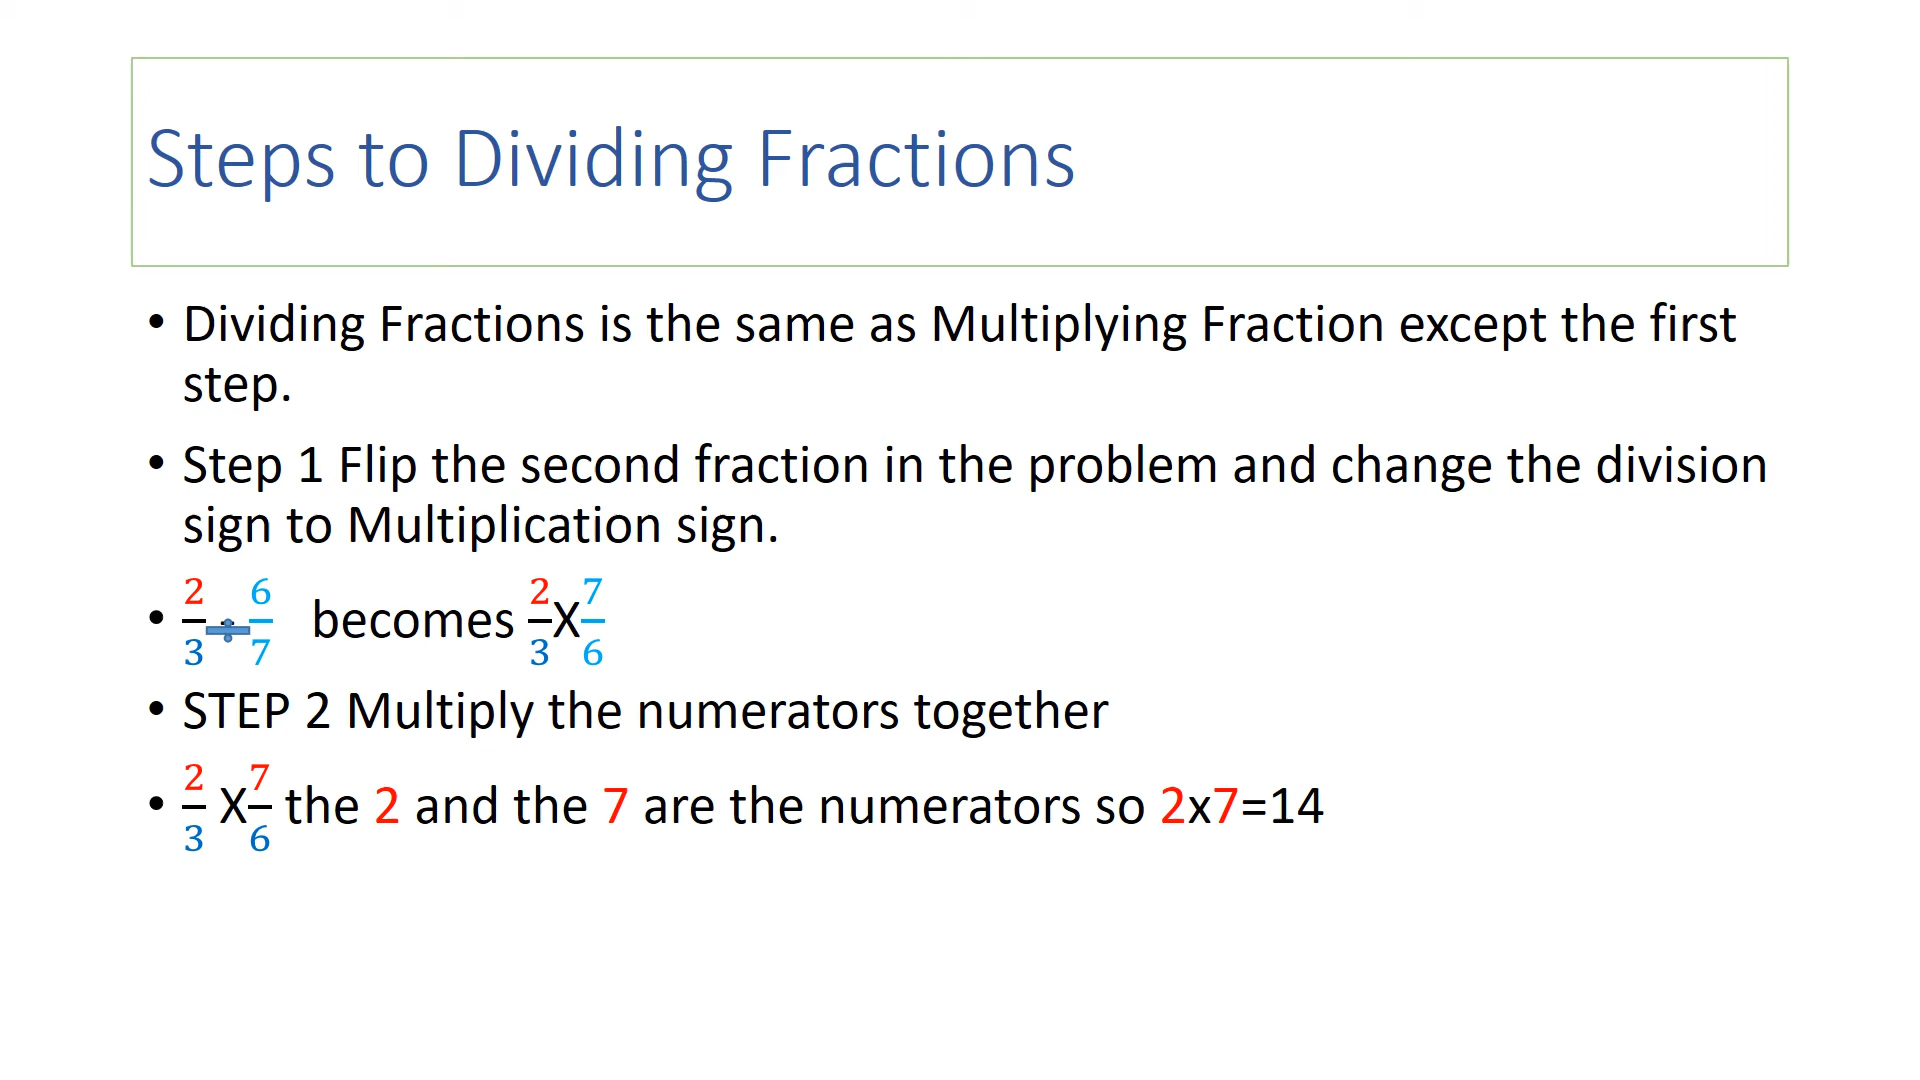 Steps to Dividing Fractions
• Dividing Fractions is the same as Multiplying Fraction except the first
step.
• Step 1 Flip the second fraction in the problem and change the division
sign to Multiplication sign.
• 2/3 ÷ 6/7 becomes 2/3 X 7/6
• STEP 2 Multiply the numerators together
• 2/3 X 7/6 the 2 and the 7 are the numerators so 2x7=14